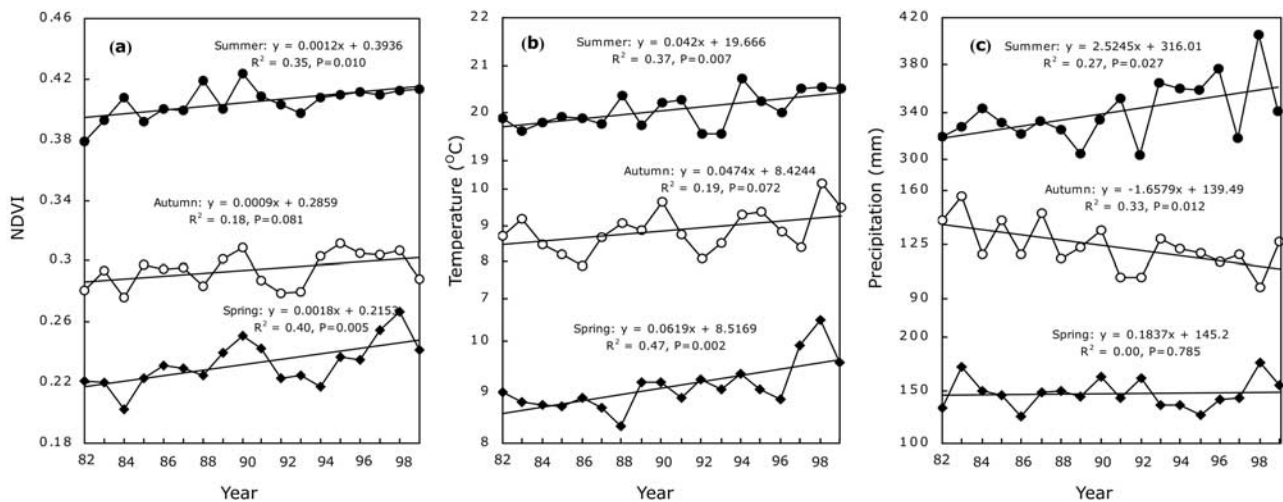 (a)
Summer: y = 0.0012x + 0.3936
R² = 0.35, P=0.010
Autumn: y = 0.0009x + 0.2859
R² = 0.18, P=0.081
Spring: y = 0.0018x + 0.2153
R² = 0.40, P=0.005
NDVI
0.46
0.42
0.38
0.34
0.3
0.26
0.22
0.18
82 84 86 88 90 92 94 96 98
Year
(b)
Summer: y = 0.042x + 19.666
R² = 0.37, P=0.007
Autumn: y = 0.0474x + 8.4244
R² = 0.19, P=0.072
Spring: y = 0.0619x + 8.5169
R² = 0.47, P=0.002
Temperature (°C)
22
21
20
19
10
9
8
7
10
9
8
82 84 86 88 90 92 94 96 98
Year
(c)
Summer: y = 2.5245x + 316.01
R² = 0.27, P=0.027
Autumn: y = -1.6579x + 139.49
R² = 0.33, P=0.012
Spring: y = 0.1837x + 145.2
R² = 0.00, P=0.785
Precipitation (mm)
420
380
340
300
160
125
90
200
150
100
82 84 86 88 90 92 94 96 98
Year